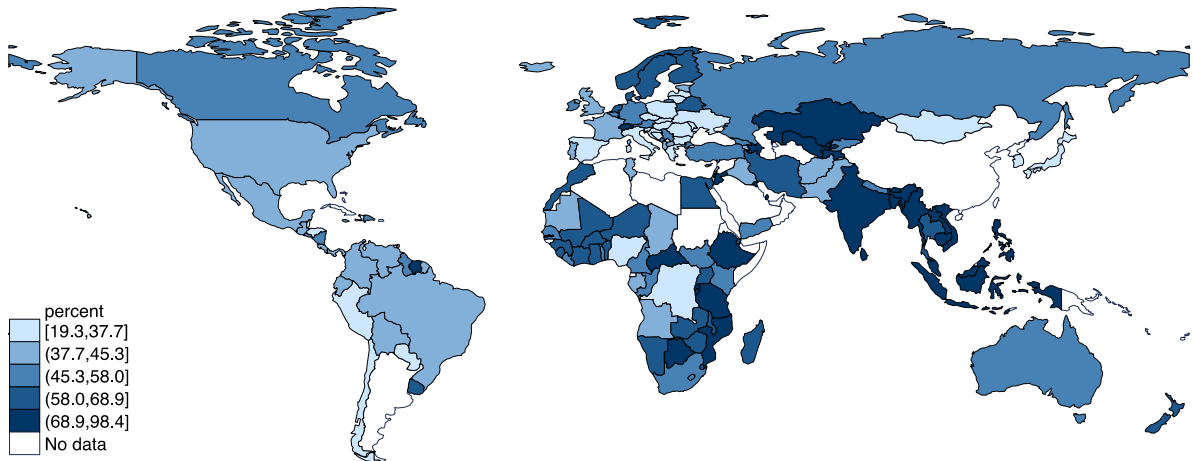 percent
[19.3,37.7]
(37.7,45.3]
(45.3,58.0]
(58.0,68.9]
(68.9,98.4]
No data